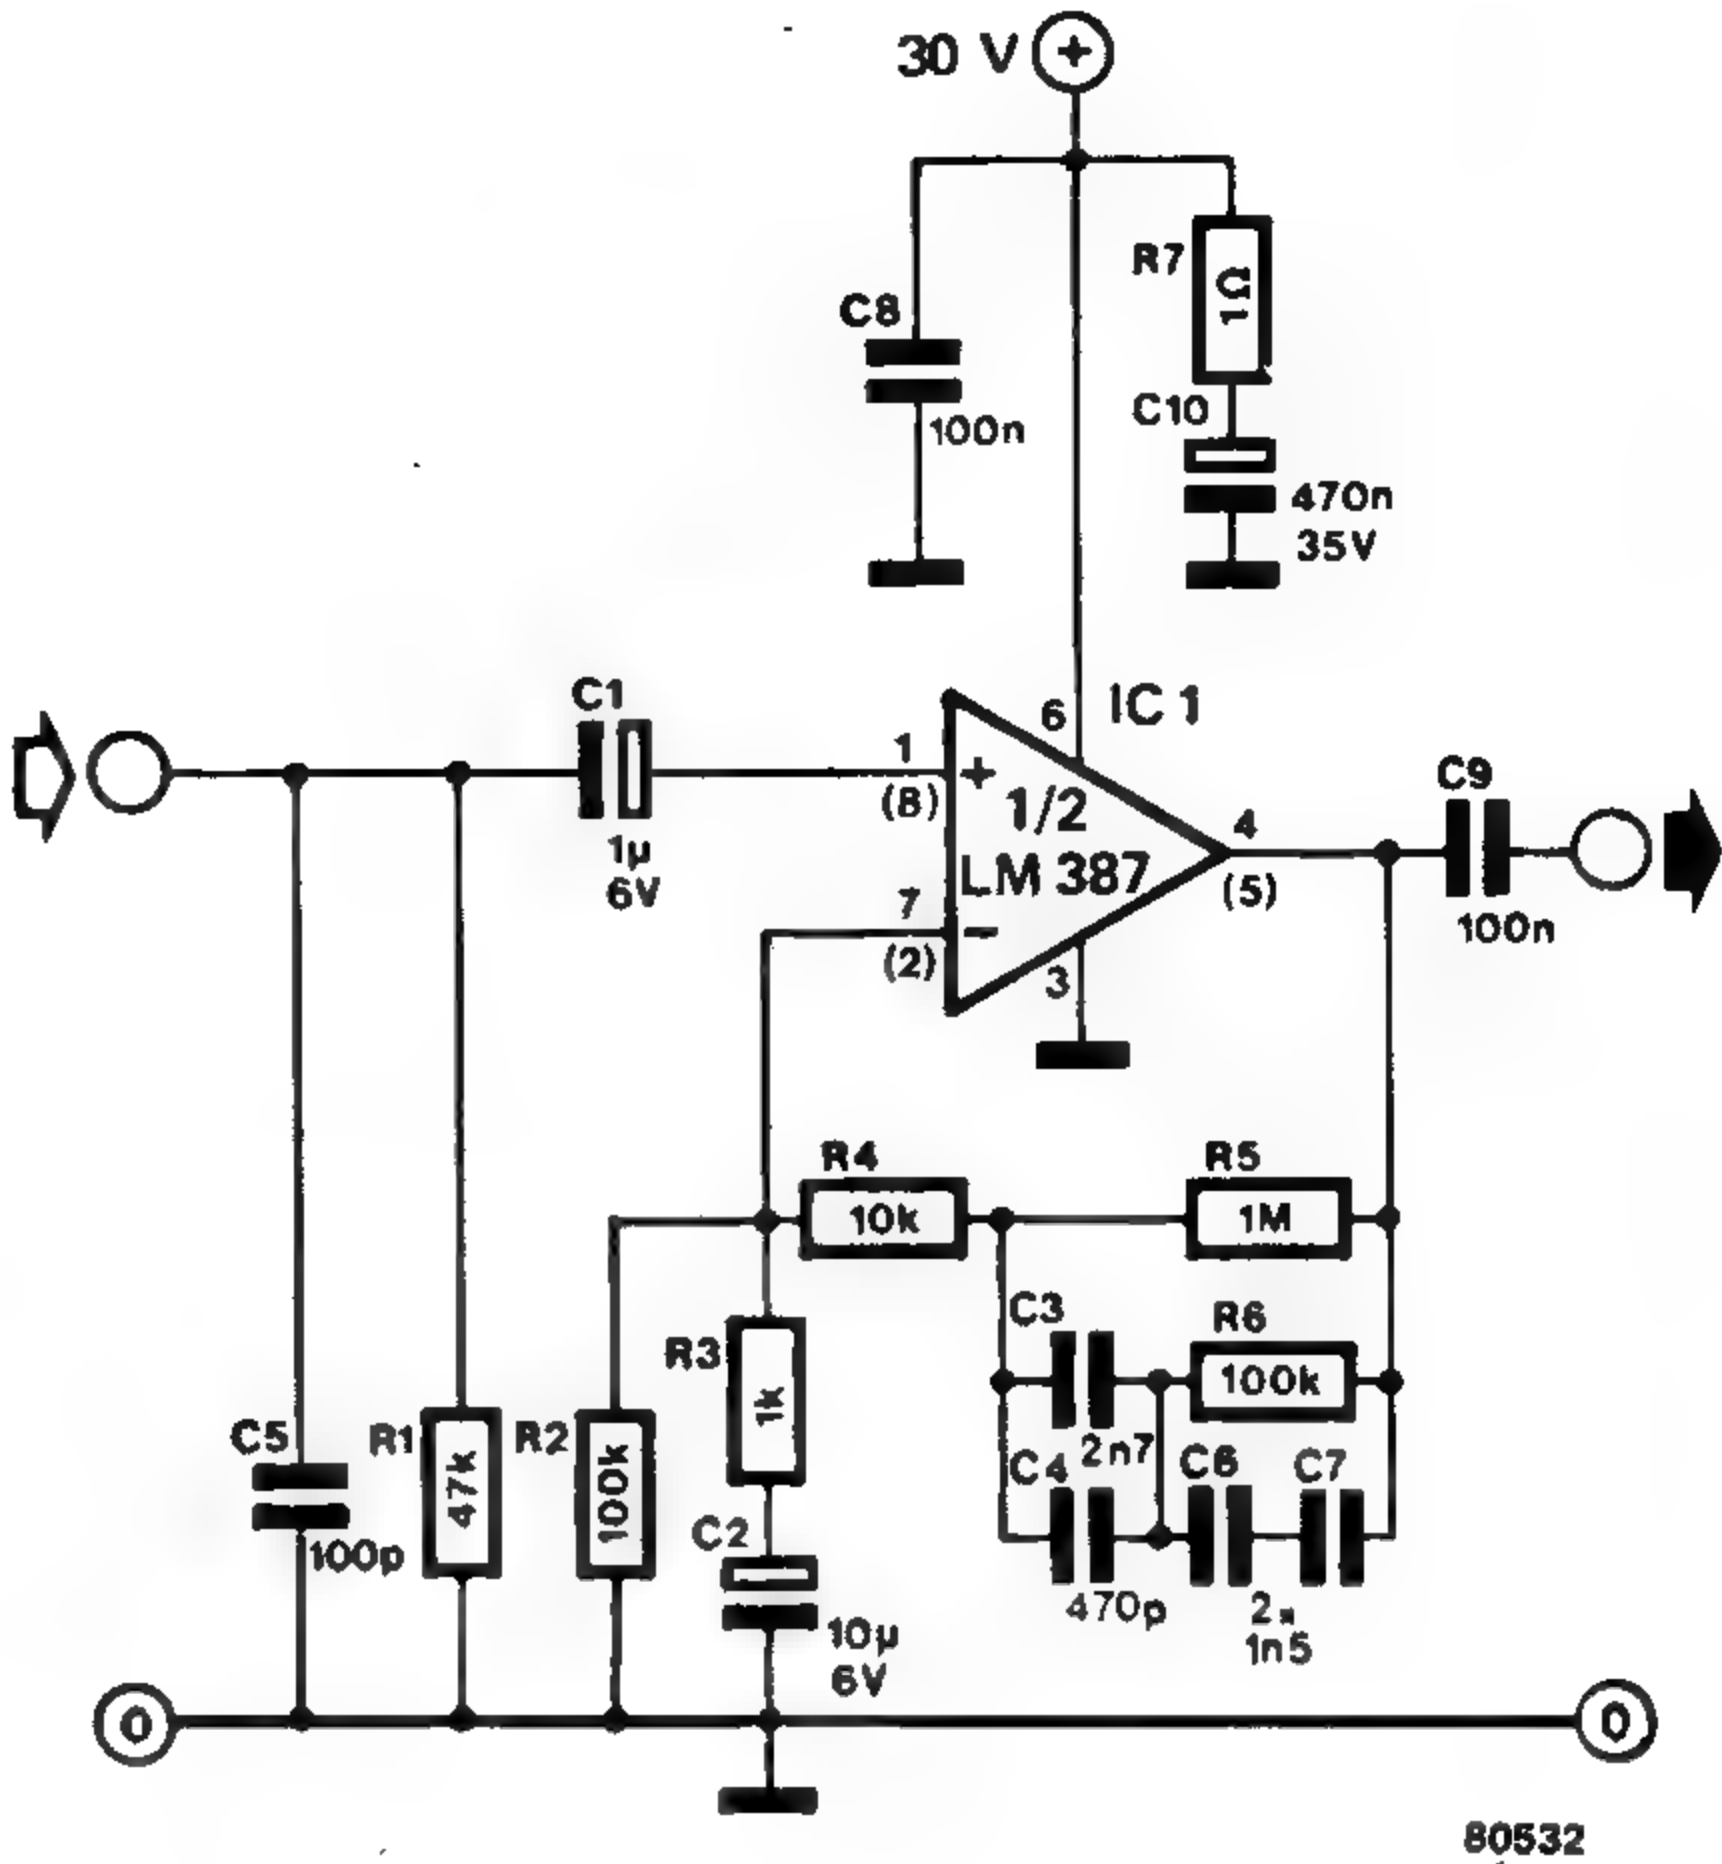 30 V +
R7
1Ω
C8
100n
C10
470n
35V
C1
1µ
6V
IC 1
6
1
(8)
+
1/2
LM 387
7
(2)
-
3
4
(5)
C9
100n
R4
10k
R5
1M
R3
1k
C3
2n7
R6
100k
C5
100p
R1
47k
R2
100k
C2
10µ
6V
C4
470p
C6
C7
2x
1n5
0
0
80532